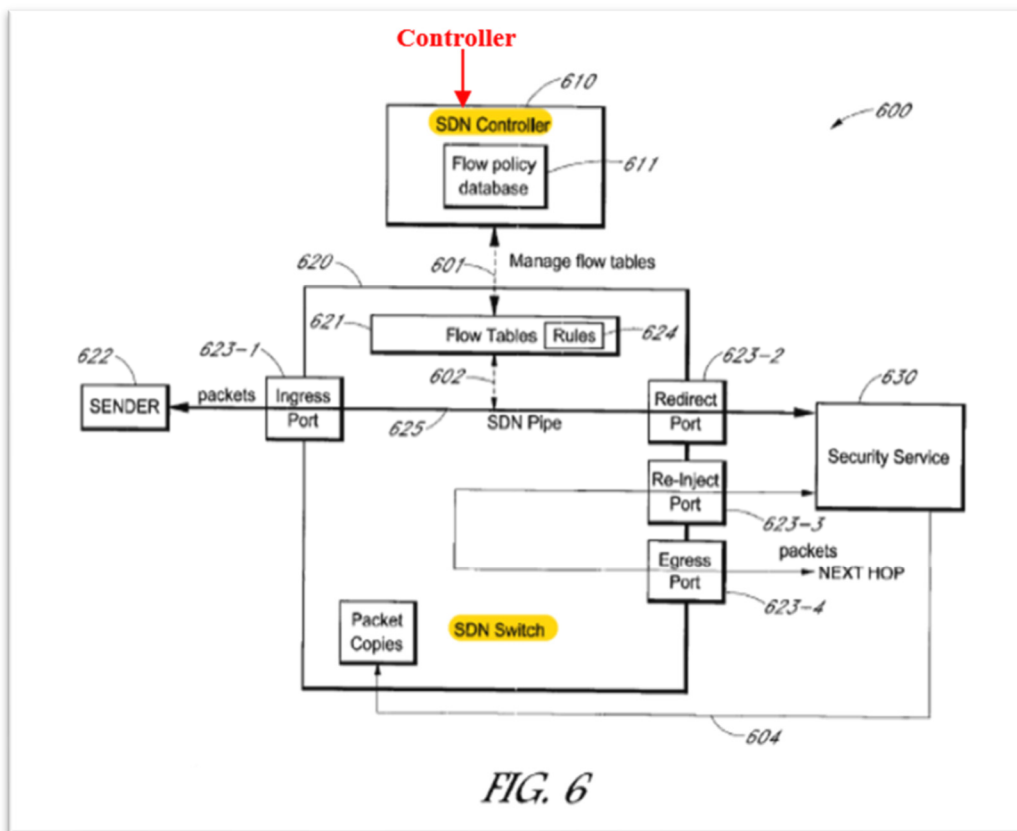 Controller
610
600
SDN Controller
Flow policy
database
611
601
Manage flow tables
620
621
Flow Tables
Rules
624
623-1
623-2
622
602
630
SENDER
packets
Ingress
Port
625
SDN Pipe
Redirect
Port
Security Service
Re-Inject
Port
623-3
Egress
Port
packets
NEXT HOP
623-4
Packet
Copies
SDN Switch
604
FIG. 6